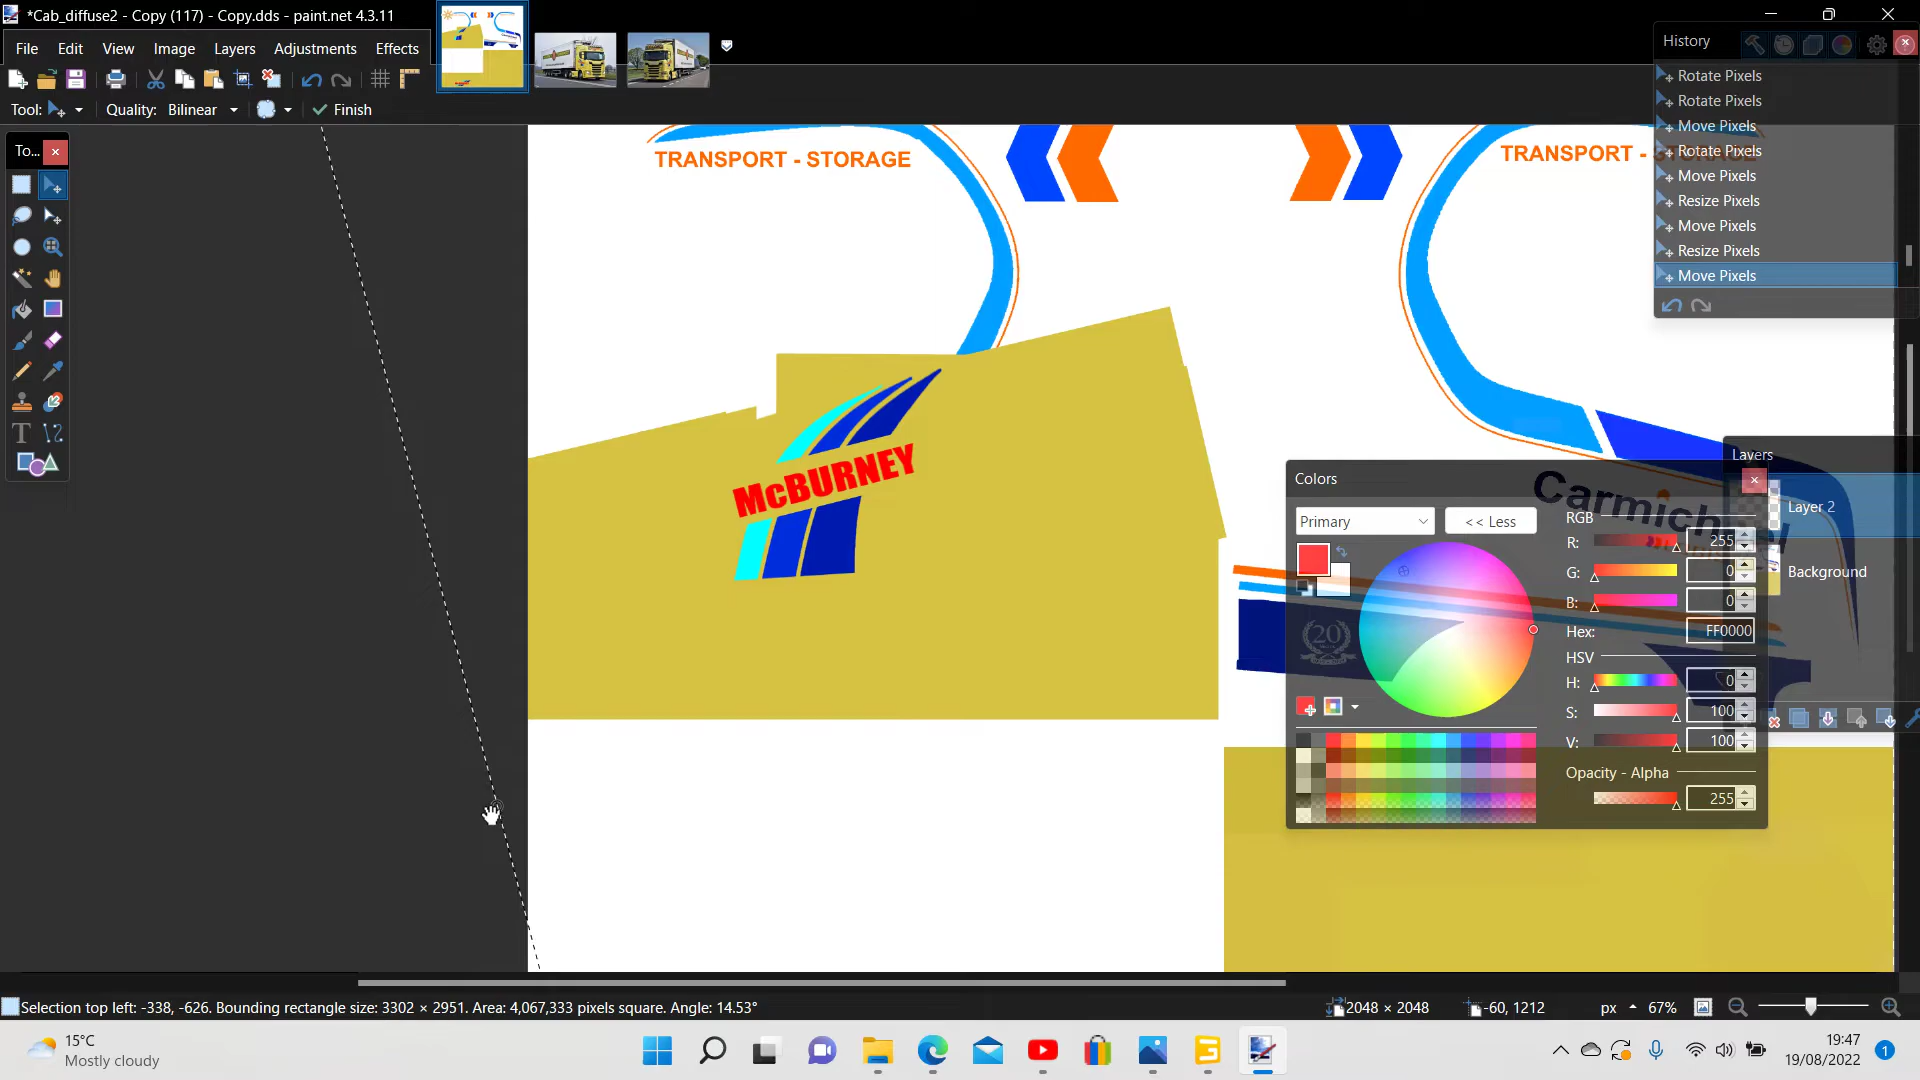 *Cab_diffuse2 - Copy (117) - Copy.dds - paint.net 4.3.11
File Edit View Image Layers Adjustments Effects
Tool: Quality: Bilinear Finish
To...
TRANSPORT - STORAGE
TRANSPORT - STORAGE
McBURNEY
Carmich
20
History
Rotate Pixels
Rotate Pixels
Move Pixels
Rotate Pixels
Move Pixels
Resize Pixels
Move Pixels
Resize Pixels
Move Pixels
Layers
Layer 2
Background
Colors
Primary << Less
RGB
R: 255
G: 0
B: 0
Hex: FF0000
HSV
H: 0
S: 100
V: 100
Opacity - Alpha
255
Selection top left: -338, -626. Bounding rectangle size: 3302 × 2951. Area: 4,067,333 pixels square. Angle: 14.53°
2048 × 2048 -60, 1212 px 67%
15°C
Mostly cloudy
19:47
19/08/2022
1